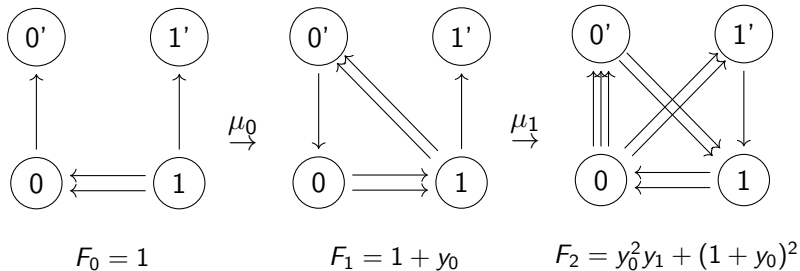 0' 1' 0' 1' 0' 1'
μ₀ → μ₁ →
0 1 0 1 0 1
F₀ = 1 F₁ = 1 + y₀ F₂ = y₀²y₁ + (1 + y₀)²